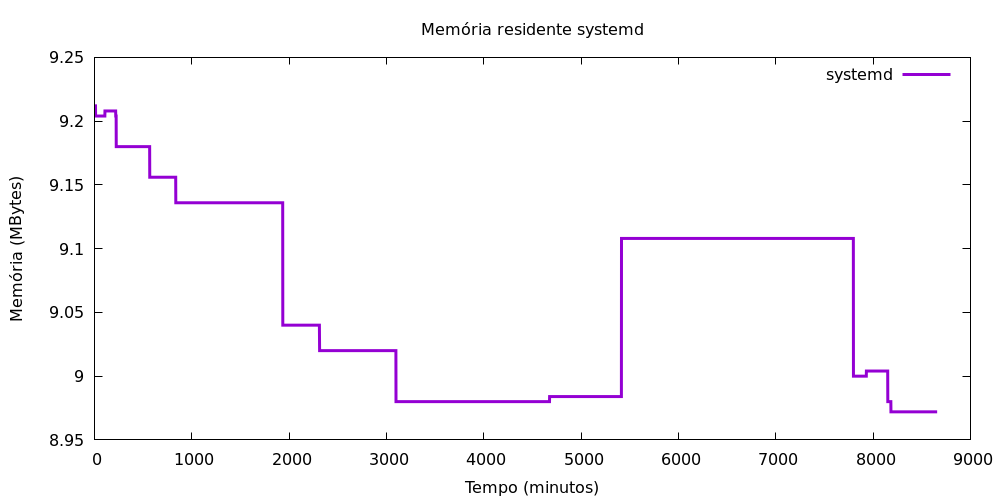 Memória residente systemd
systemd
9.25
9.2
9.15
9.1
9.05
9
8.95
Memória (MBytes)
0 1000 2000 3000 4000 5000 6000 7000 8000 9000
Tempo (minutos)